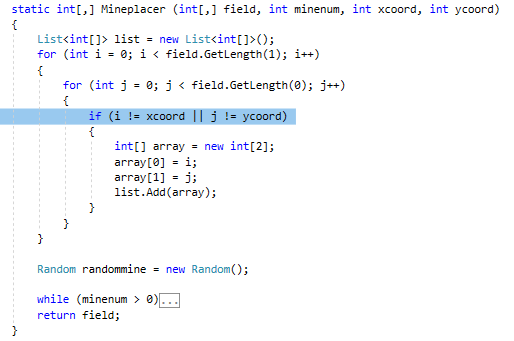 static int[,] Mineplacer (int[,] field, int minenum, int xcoord, int ycoord)
{
List<int[]> list = new List<int[]>();
for (int i = 0; i < field.GetLength(1); i++)
{
for (int j = 0; j < field.GetLength(0); j++)
{
if (i != xcoord || j != ycoord)
{
int[] array = new int[2];
array[0] = i;
array[1] = j;
list.Add(array);
}
}
}
Random randommine = new Random();
while (minenum > 0)...
return field;
}